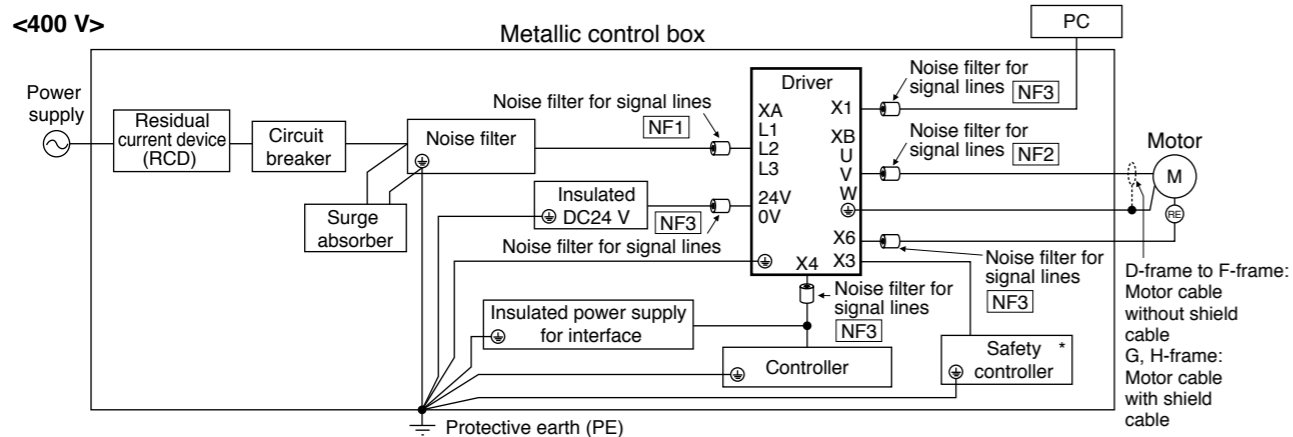 <400 V>
Metallic control box
PC
Power
supply
Residual
current device
(RCD)
Circuit
breaker
Noise filter
Surge
absorber
Noise filter for signal lines
NF1
Insulated
DC24 V
NF3
Noise filter for signal lines
Driver
XA
L1
L2
L3
24V
0V
X1
XB
U
V
W
X6
X4 X3
Noise filter for
signal lines NF3
Noise filter for
signal lines NF2
Motor
M
RE
Noise filter for
signal lines
NF3
Noise filter for
signal lines
NF3
Insulated power supply
for interface
Controller
Safety *
controller
D-frame to F-frame:
Motor cable
without shield
cable
G, H-frame:
Motor cable
with shield
cable
Protective earth (PE)